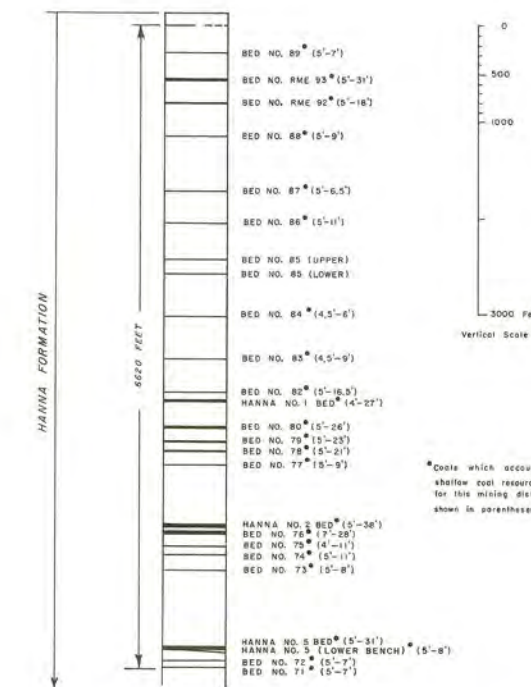 HANNA FORMATION
6620 FEET
BED NO. 89* (5'-7')
BED NO. RME 93* (5'-31')
BED NO. RME 92* (5'-18')
BED NO. 88* (5'-9')
BED NO. 87* (5'-6.5')
BED NO. 86* (5'-11')
BED NO. 85 (UPPER)
BED NO. 85 (LOWER)
BED NO. 84* (4.5'-6')
BED NO. 83* (4.5'-9')
BED NO. 82* (5'-16.5')
HANNA NO. 1 BED* (4'-27')
BED NO. 80* (5'-26')
BED NO. 79* (5'-23')
BED NO. 78* (5'-21')
BED NO. 77* (5'-9')
HANNA NO. 2 BED* (5'-38')
BED NO. 76* (7'-28')
BED NO. 75* (4'-11')
BED NO. 74* (5'-11')
BED NO. 73* (5'-8')
HANNA NO. 5 BED* (5'-31')
HANNA NO. 5 (LOWER BENCH)* (5'-8')
BED NO. 72* (5'-7')
BED NO. 71* (5'-7')
0
500
1000
3000 Fe
Vertical Scale
*Coals which accou
shallow coal resourc
for this mining dis
shown in parenthese